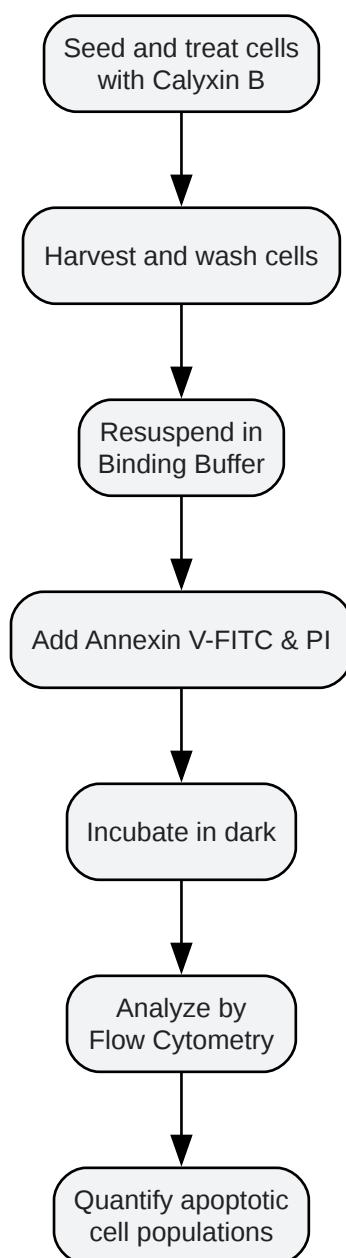 Seed and treat cells
with Calyxin B
Harvest and wash cells
Resuspend in
Binding Buffer
Add Annexin V-FITC & PI
Incubate in dark
Analyze by
Flow Cytometry
Quantify apoptotic
cell populations